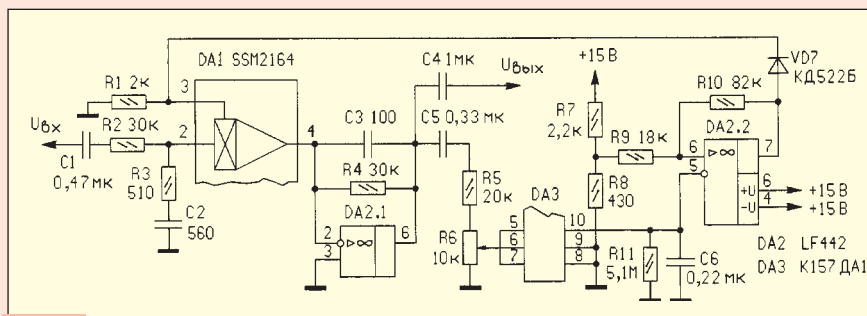 DA1 SSM2164
R1 2к
3
Uвх
R2 30к
2
C1
0,47мк
R3
510
C2
560
4
C3 100
R4 30к
DA2.1
2
3
6
C4 1мк
Uвых
C5 0,33мк
R5
20к
R6
10к
DA3
5
6
7
10
9
8
+15В
R7
2,2к
R9 18к
R8
430
R11
5,1М
C6
0,22мк
VD7
КД522Б
R10 82к
DA2.2
6
5
7
▷∞
+U
-U
6
4
+15В
+15В
▷∞
DA2 LF442
DA3 К157ДА1